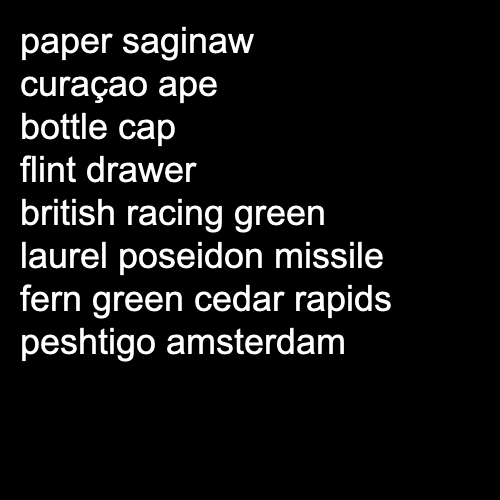 paper saginaw
curaçao ape
bottle cap
flint drawer
british racing green
laurel poseidon missile
fern green cedar rapids
peshtigo amsterdam